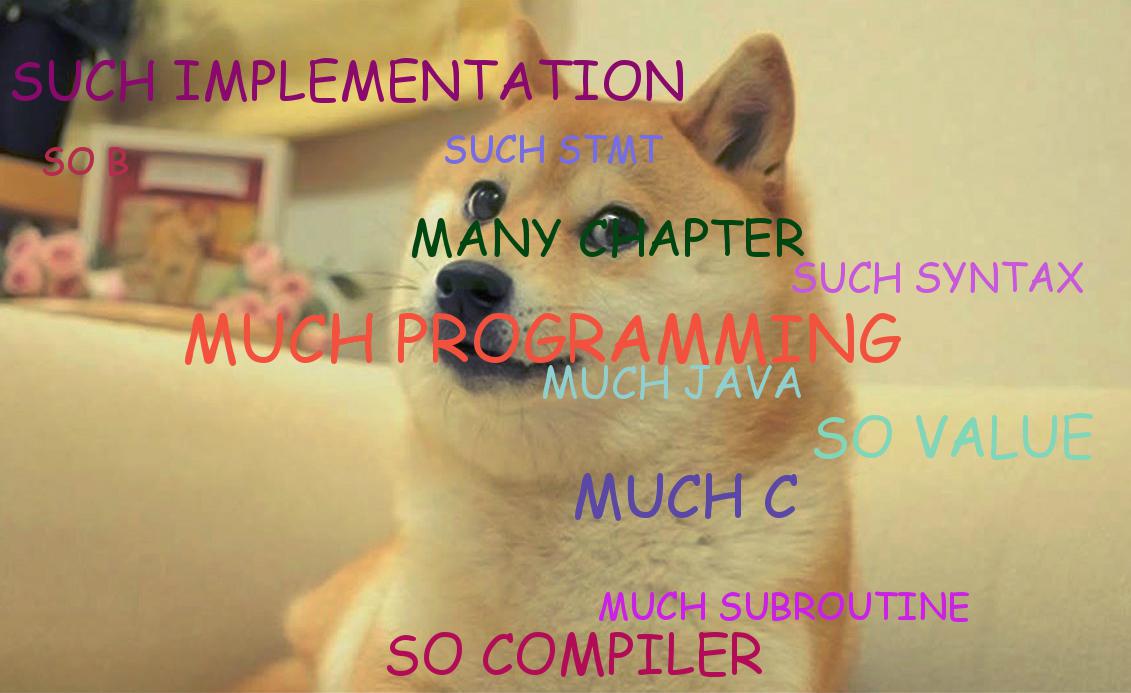 SUCH IMPLEMENTATION
SUCH STMT
SO B
MANY CHAPTER
SUCH SYNTAX
MUCH PROGRAMMING
MUCH JAVA
SO VALUE
MUCH C
MUCH SUBROUTINE
SO COMPILER